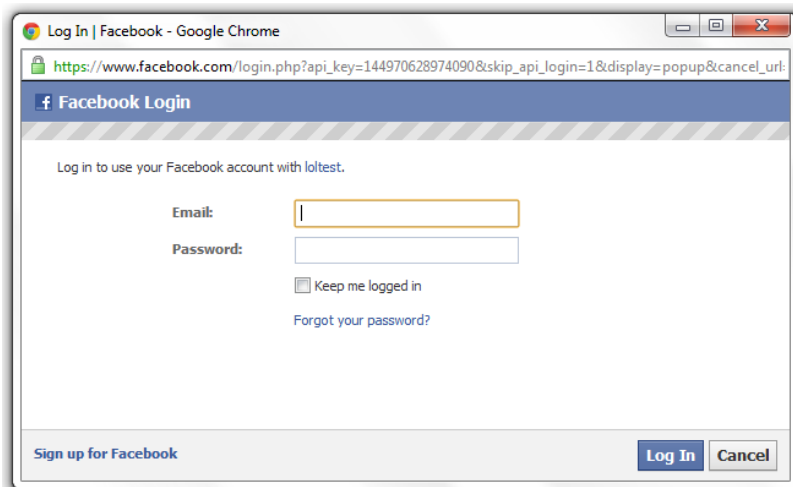 Log In | Facebook - Google Chrome
https://www.facebook.com/login.php?api_key=144970628974090&skip_api_login=1&display=popup&cancel_url=
f Facebook Login
Log in to use your Facebook account with loltest.
Email:
Password:
Keep me logged in
Forgot your password?
Sign up for Facebook
Log In Cancel